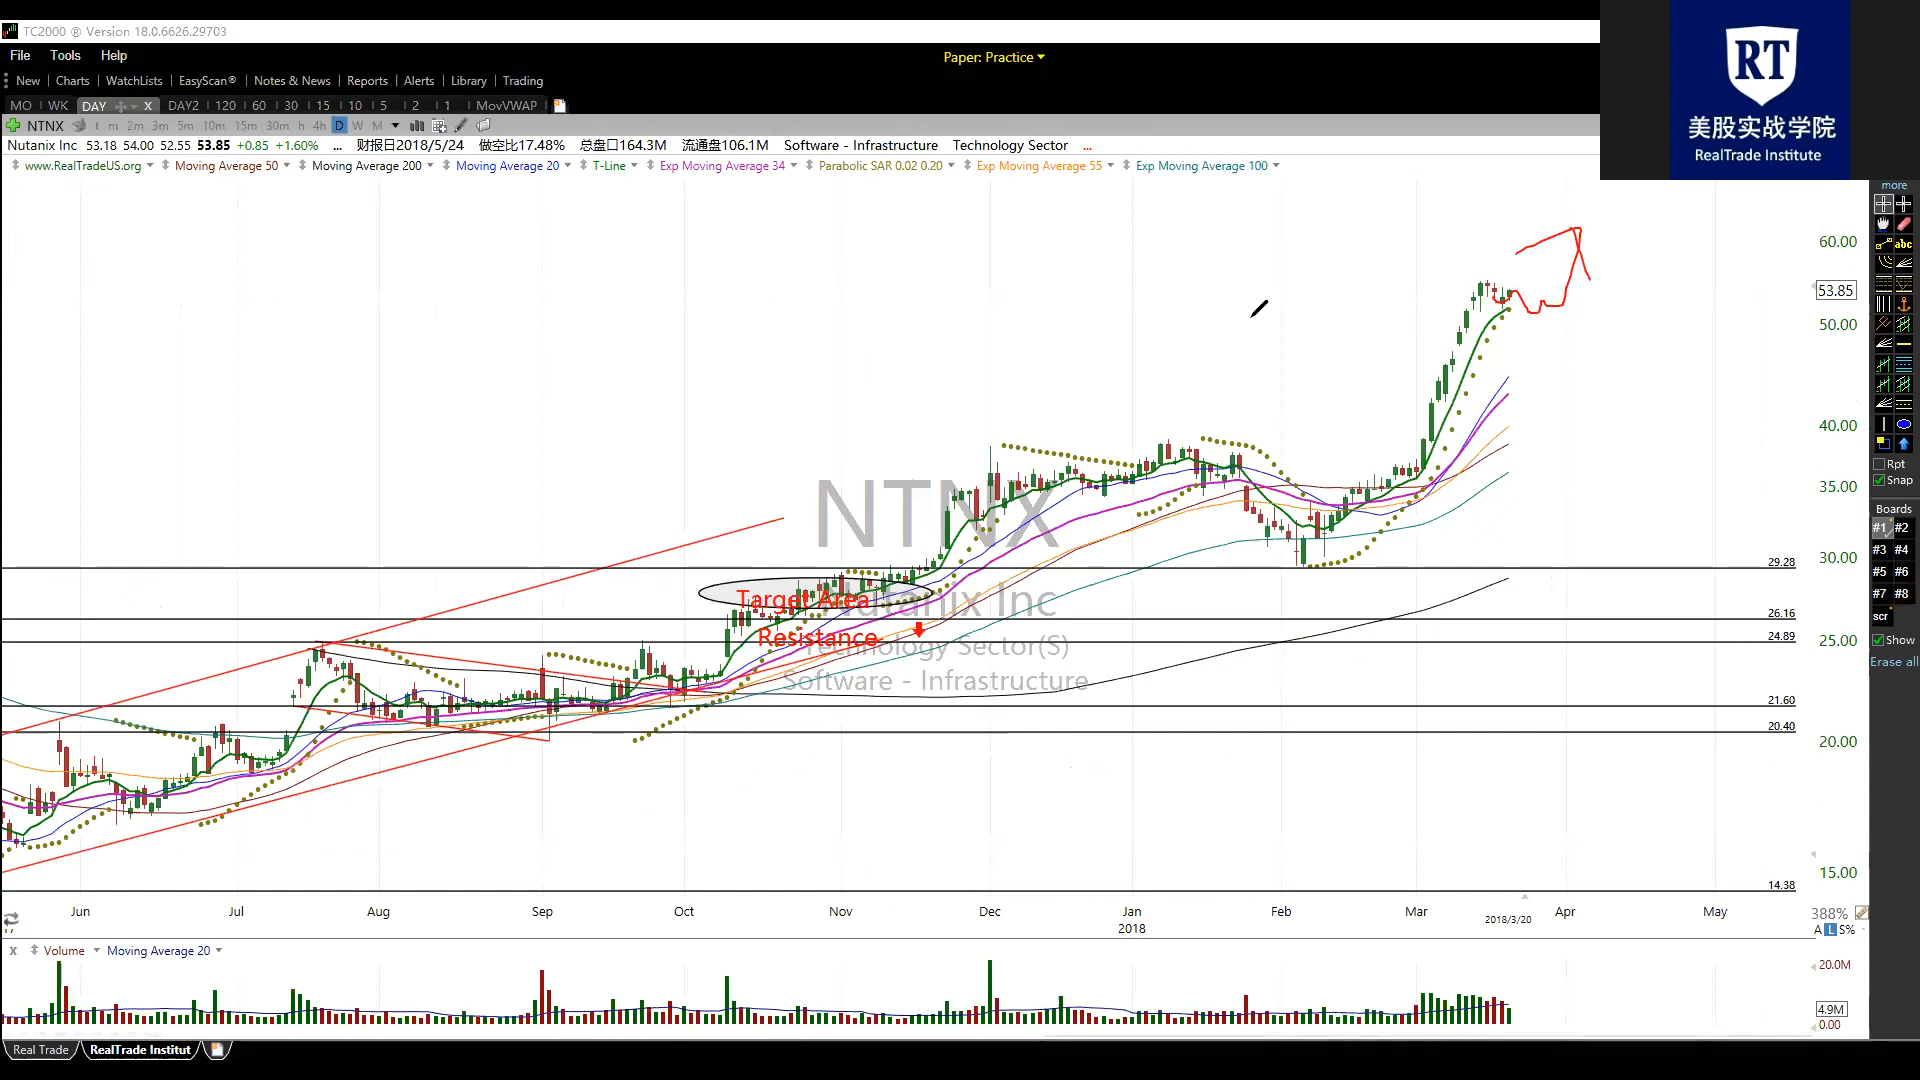 TC2000 ® Version 18.0.6626.29703
File Tools Help
Paper: Practice
New Charts WatchLists EasyScan® Notes & News Reports Alerts Library Trading
MO WK DAY X DAY2 120 60 30 15 10 5 2 1 MovVWAP
NTNX t m 2m 3m 5m 10m 15m 30m h 4h D W M
Nutanix Inc 53.18 54.00 52.55 53.85 +0.85 +1.60% ... 财报日2018/5/24 做空比17.48% 总盘口164.3M 流通盘106.1M Software - Infrastructure Technology Sector ...
www.RealTradeUS.org Moving Average 50 Moving Average 200 Moving Average 20 T-Line Exp Moving Average 34 Parabolic SAR 0.02 0.20 Exp Moving Average 55 Exp Moving Average 100
RT
美股实战学院
RealTrade Institute
more
abc
60.00
53.85
50.00
40.00
35.00
30.00
25.00
20.00
15.00
Rpt
Snap
Boards
#1 #2
#3 #4
#5 #6
#7 #8
scr
Show
Erase all
NTNX
Nutanix Inc
Technology Sector(S)
Software - Infrastructure
Target Area
Resistance
29.28
26.16
24.89
21.60
20.40
14.38
Jun Jul Aug Sep Oct Nov Dec Jan Feb Mar 2018/3/20 Apr May
2018
388%
A L S%
X Volume Moving Average 20
20.0M
4.9M
0.00
Real Trade RealTrade Institut